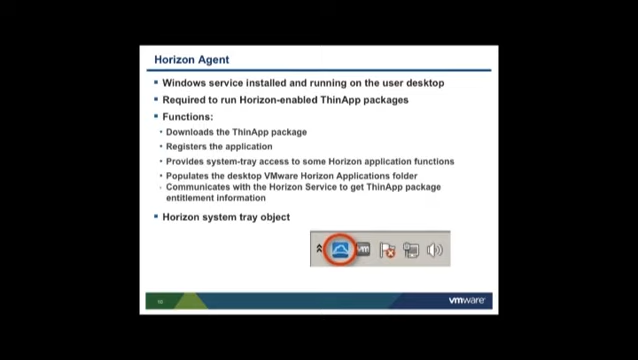 Horizon Agent
Windows service installed and running on the user desktop
Required to run Horizon-enabled ThinApp packages
Functions:
Downloads the ThinApp package
Registers the application
Provides system-tray access to some Horizon application functions
Populates the desktop VMware Horizon Applications folder
Communicates with the Horizon Service to get ThinApp package
entitlement information
Horizon system tray object
vm
vmware